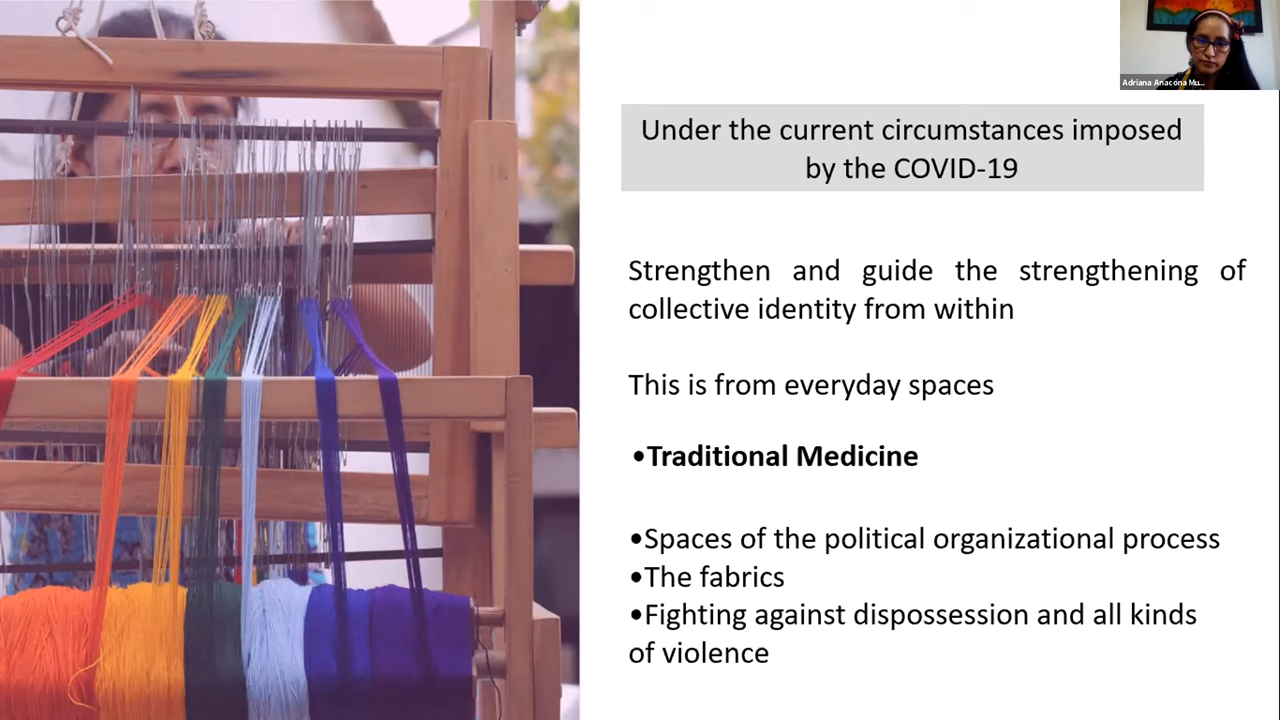 Adriana Anacona Mu...
Under the current circumstances imposed
by the COVID-19
Strengthen and guide the strengthening of
collective identity from within
This is from everyday spaces
•Traditional Medicine
•Spaces of the political organizational process
•The fabrics
•Fighting against dispossession and all kinds
of violence